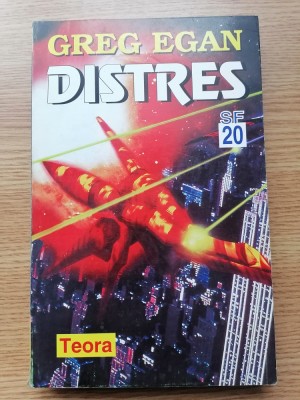 GREG EGAN
DISTRES
SF
20
Teora